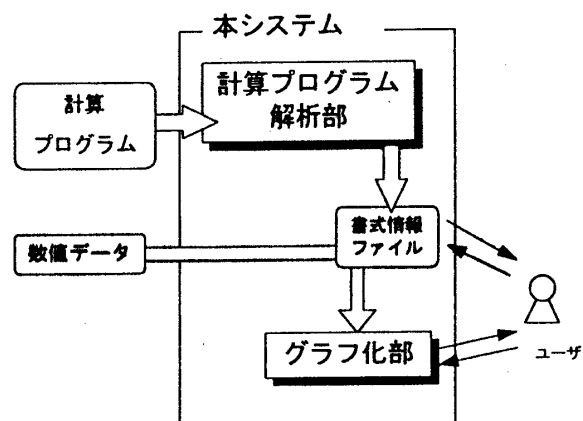 本システム
計算プログラム
解析部
計算
プログラム
書式情報
ファイル
数値データ
グラフ化部
ユーザ